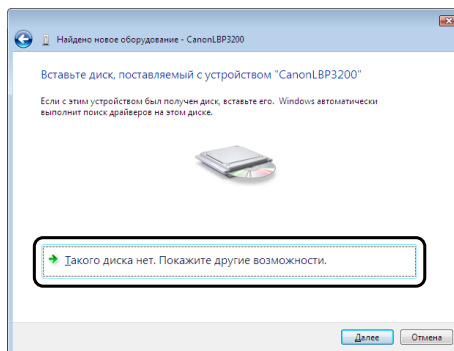 Найдено новое оборудование - CanonLBP3200
Вставьте диск, поставляемый с устройством "CanonLBP3200"
Если с этим устройством был получен диск, вставьте его. Windows автоматически
выполнит поиск драйверов на этом диске.
Такого диска нет. Покажите другие возможности.
Далее Отмена